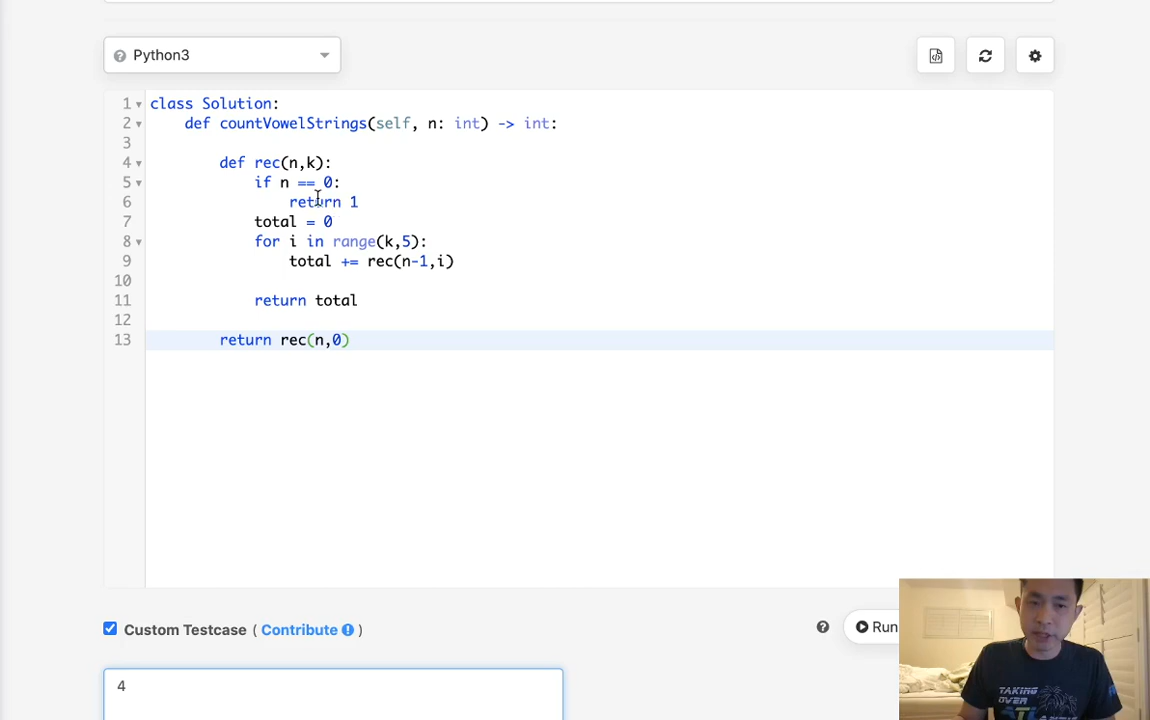 Python3
1 class Solution:
2 def countVowelStrings(self, n: int) -> int:
3
4 def rec(n,k):
5 if n == 0:
6 return 1
7 total = 0
8 for i in range(k,5):
9 total += rec(n-1,i)
10
11 return total
12
13 return rec(n,0)
Custom Testcase ( Contribute )
Run
4
TAKING
OVER